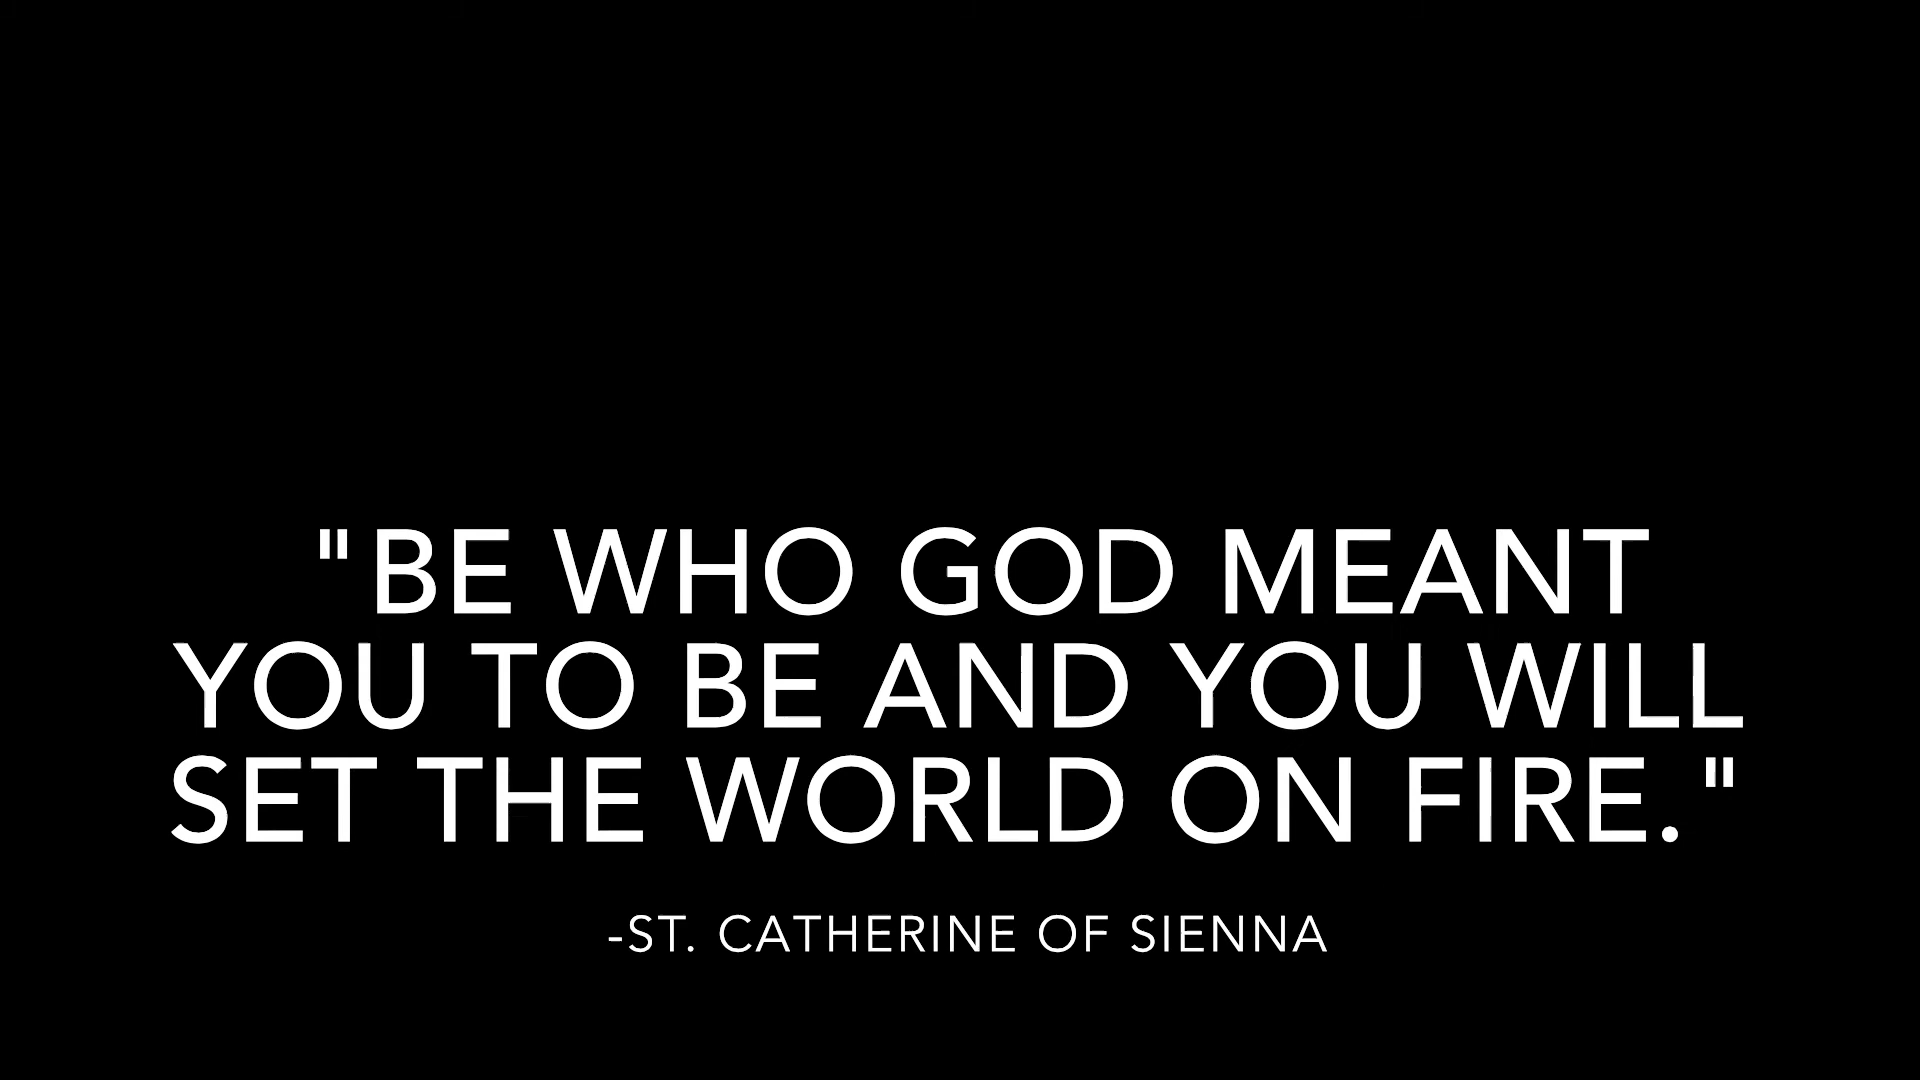 "BE WHO GOD MEANT
YOU TO BE AND YOU WILL
SET THE WORLD ON FIRE."
-ST. CATHERINE OF SIENNA